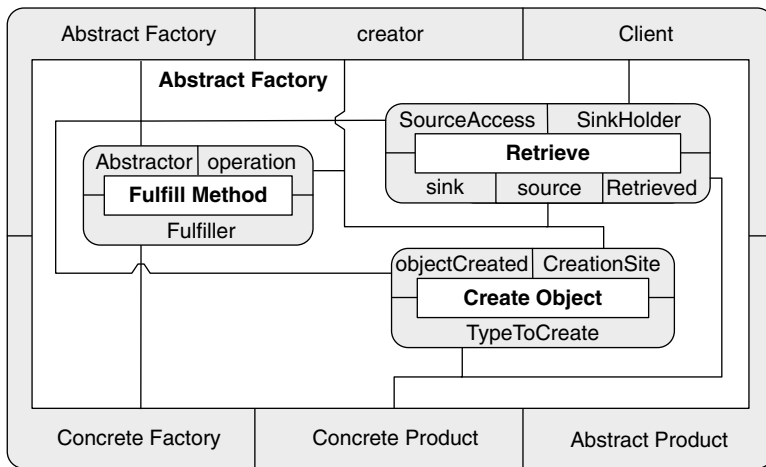 Abstract Factory creator Client
Abstract Factory
SourceAccess SinkHolder
Retrieve
sink source Retrieved
Abstractor operation
Fulfill Method
Fulfiller
objectCreated CreationSite
Create Object
TypeToCreate
Concrete Factory Concrete Product Abstract Product